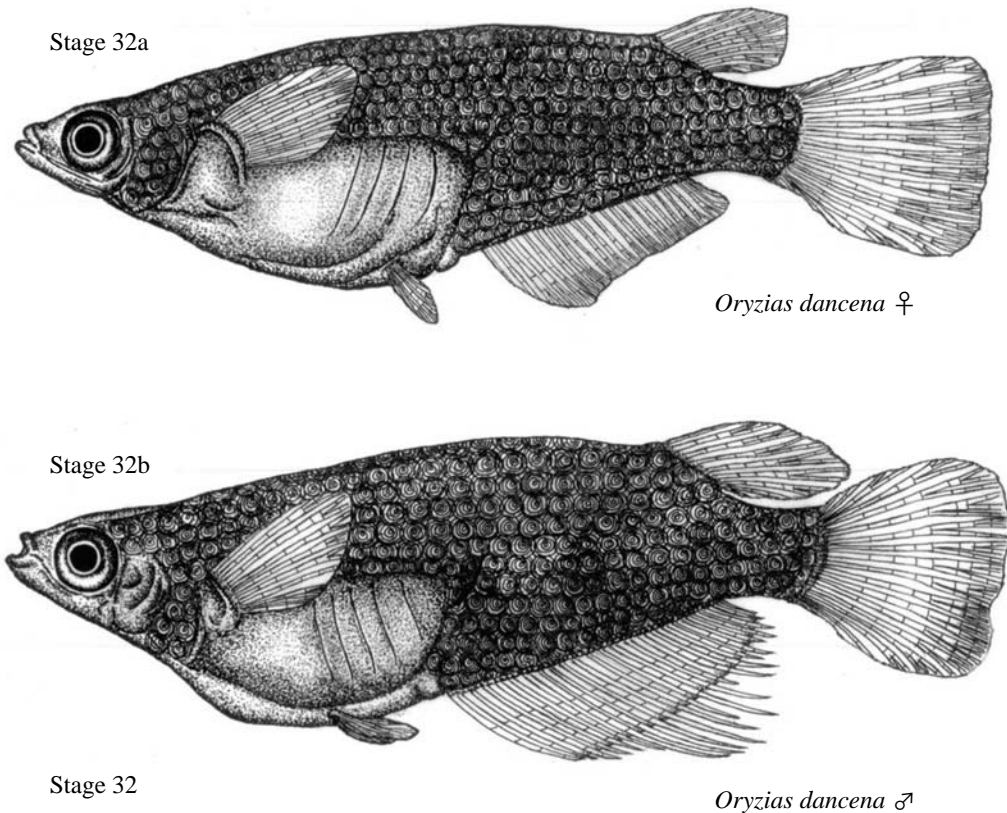 Stage 32a
Oryzias dancena ♀
Stage 32b
Stage 32
Oryzias dancena ♂